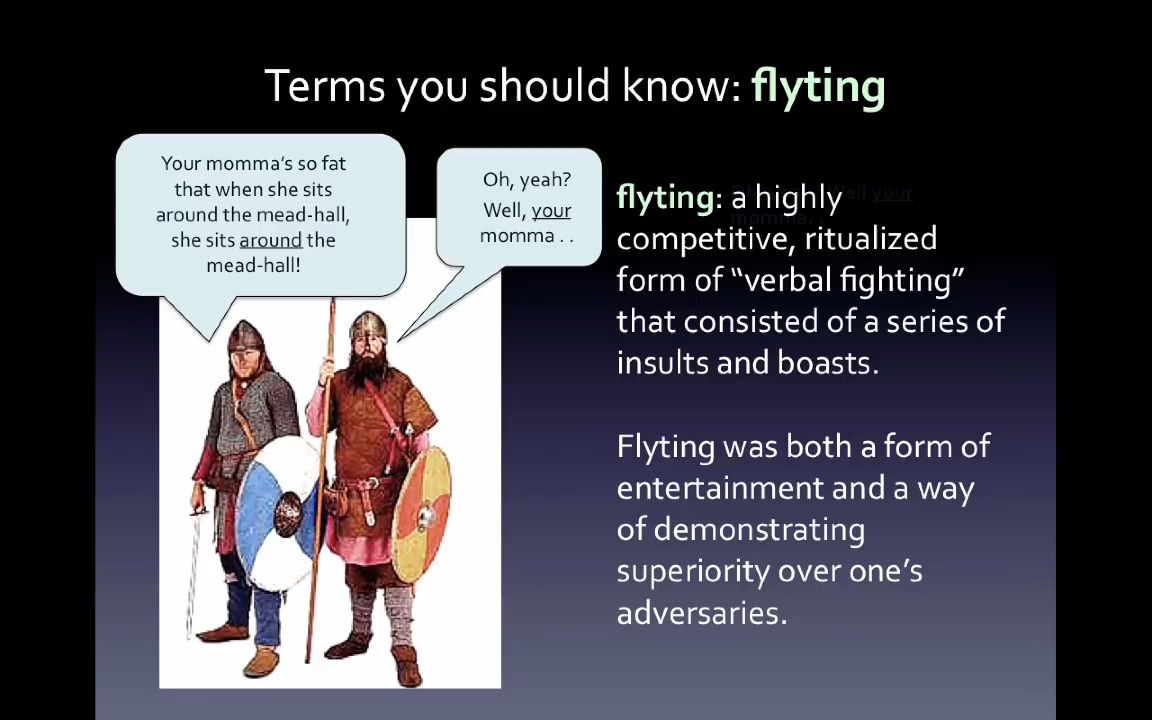 Terms you should know: flyting
Your momma's so fat
that when she sits
around the mead-hall,
she sits around the
mead-hall!
Oh, yeah?
Well, your
momma . .
flyting: a highly
competitive, ritualized
form of “verbal fighting”
that consisted of a series of
insults and boasts.
Flyting was both a form of
entertainment and a way
of demonstrating
superiority over one's
adversaries.